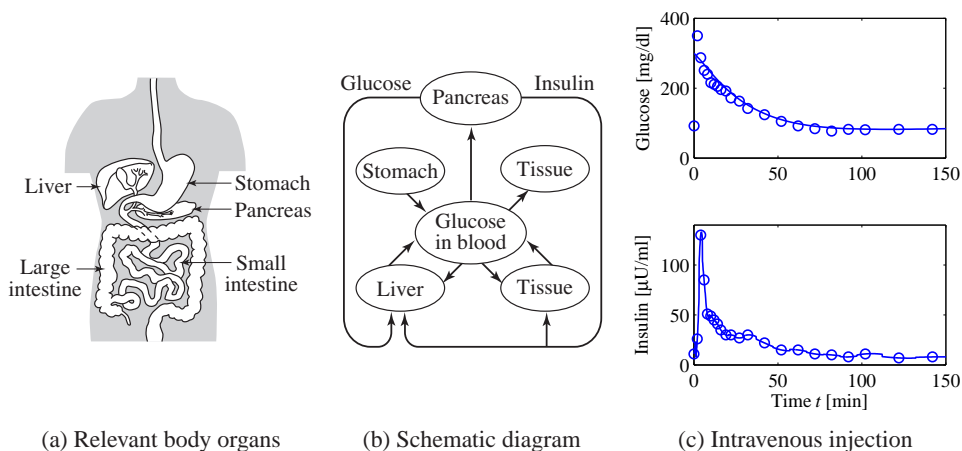 Liver
Stomach
Pancreas
Large
intestine
Small
intestine
(a) Relevant body organs
Glucose
Insulin
Pancreas
Stomach
Tissue
Glucose
in blood
Liver
Tissue
(b) Schematic diagram
Glucose [mg/dl]
400
200
0
0
50
100
150
Insulin [µU/ml]
100
50
0
0
50
100
150
Time t [min]
(c) Intravenous injection